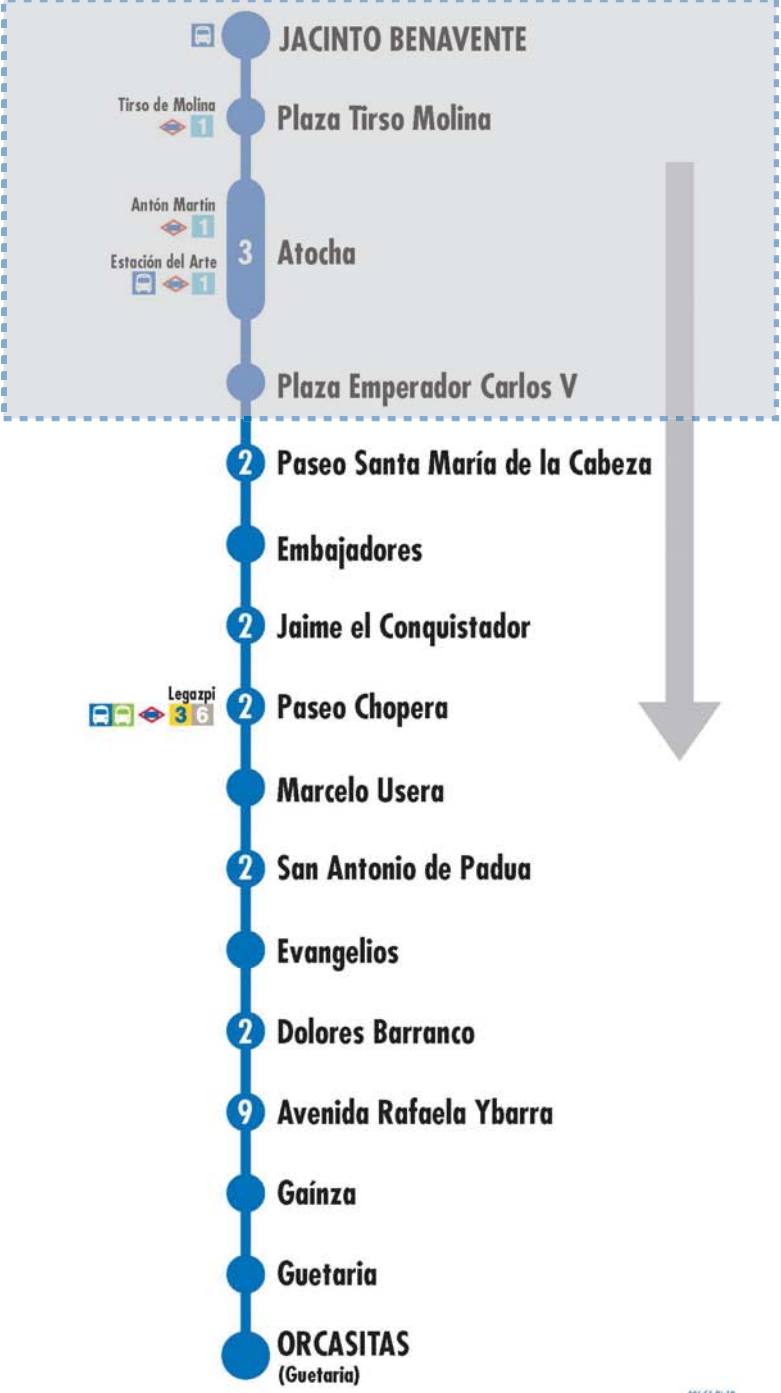 JACINTO BENAVENTE
Tirso de Molina
1
Plaza Tirso Molina
Antón Martín
1
Estación del Arte
1
3
Atocha
Plaza Emperador Carlos V
2 Paseo Santa María de la Cabeza
Embajadores
2 Jaime el Conquistador
Legazpi
3 6
2 Paseo Chopera
Marcelo Usera
2 San Antonio de Padua
Evangelios
2 Dolores Barranco
9 Avenida Rafaela Ybarra
Gaínza
Guetaria
ORCASITAS
(Guetaria)